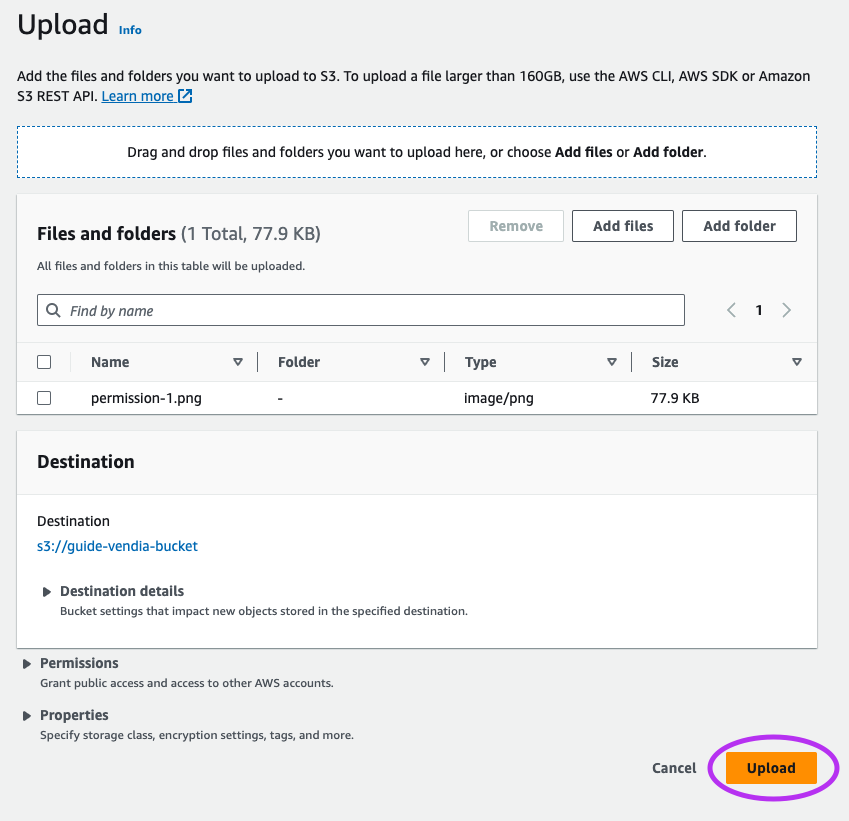 Upload Info
Add the files and folders you want to upload to S3. To upload a file larger than 160GB, use the AWS CLI, AWS SDK or Amazon
S3 REST API. Learn more
Drag and drop files and folders you want to upload here, or choose Add files or Add folder.
Files and folders (1 Total, 77.9 KB)
Remove
Add files
Add folder
All files and folders in this table will be uploaded.
Find by name
1
Name Folder Type Size
permission-1.png - image/png 77.9 KB
Destination
Destination
s3://guide-vendia-bucket
Destination details
Bucket settings that impact new objects stored in the specified destination.
Permissions
Grant public access and access to other AWS accounts.
Properties
Specify storage class, encryption settings, tags, and more.
Cancel Upload